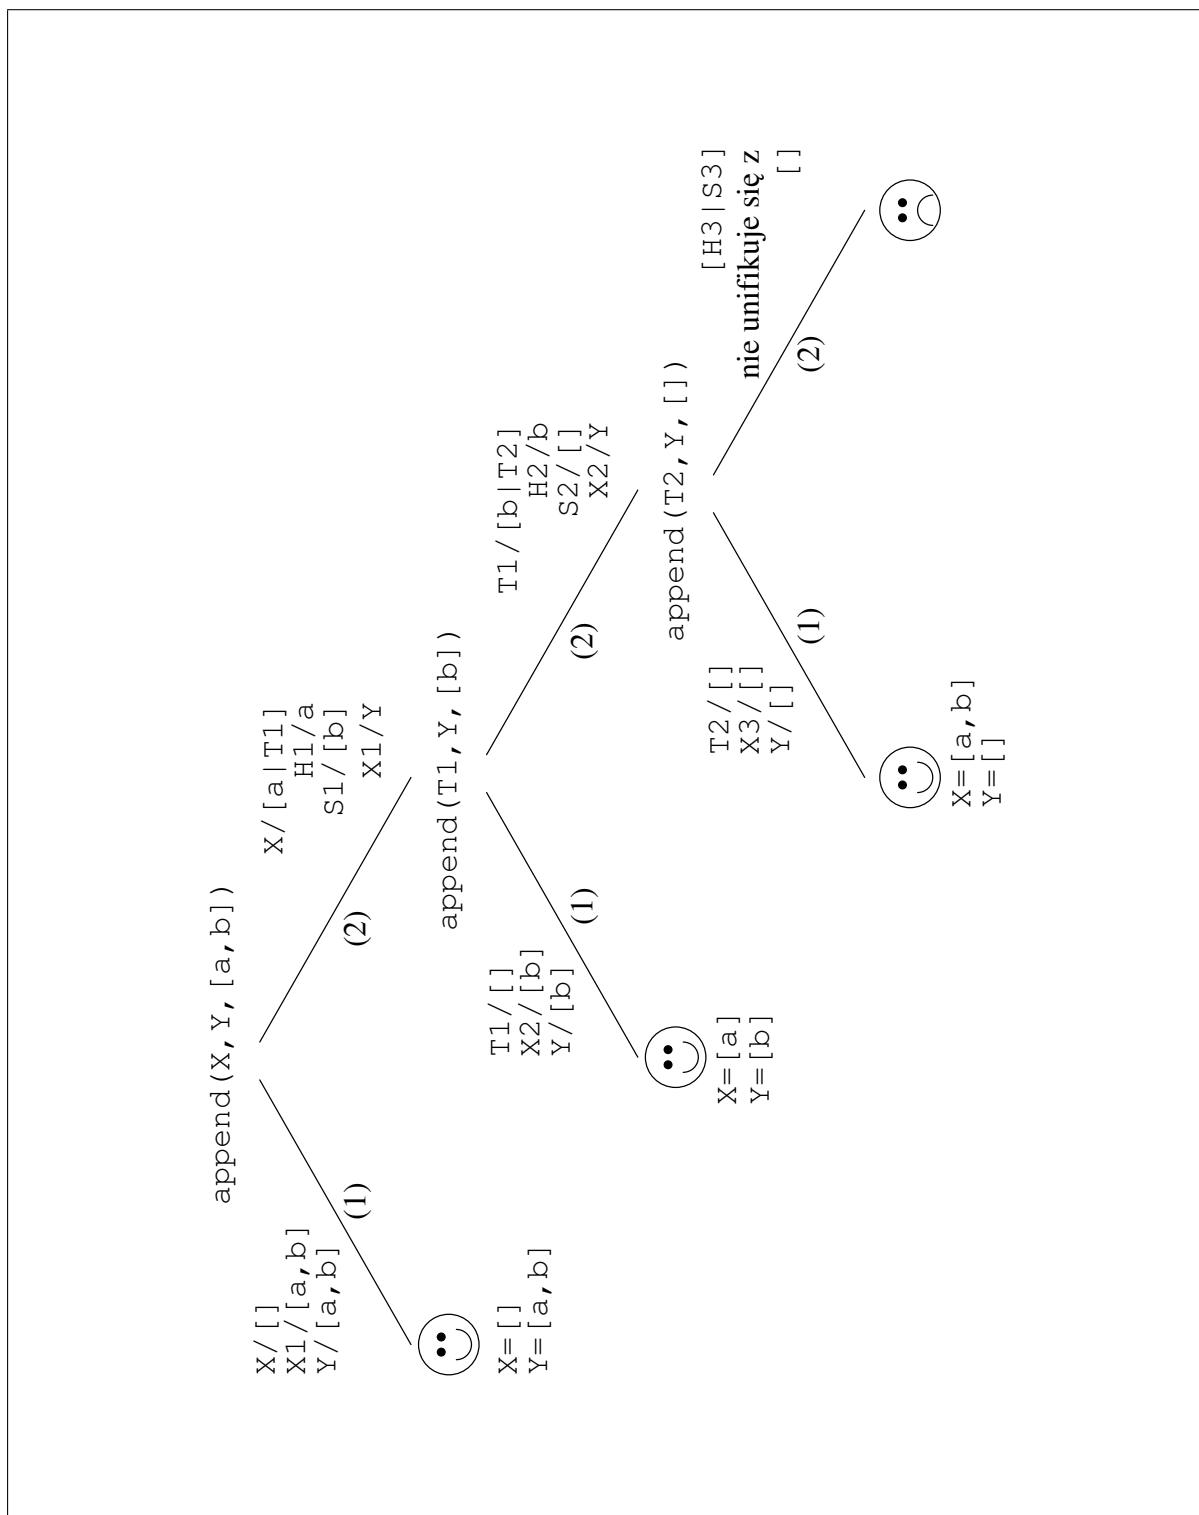 append(X,Y,[a,b])
X/[]
X1/[a,b]
Y/[a,b]
(1)
X=[]
Y=[a,b]
(2)
X/[a|T1]
H1/a
S1/[b]
X1/Y
append(T1,Y,[b])
T1/[]
X2/[b]
Y/[b]
(1)
X=[a]
Y=[b]
(2)
T1/[b|T2]
H2/b
S2/[]
X2/Y
append(T2,Y,[])
T2/[]
X3/[]
Y/[]
(1)
X=[a,b]
Y=[]
(2)
[H3|S3]
nie unifikuje się z
[]